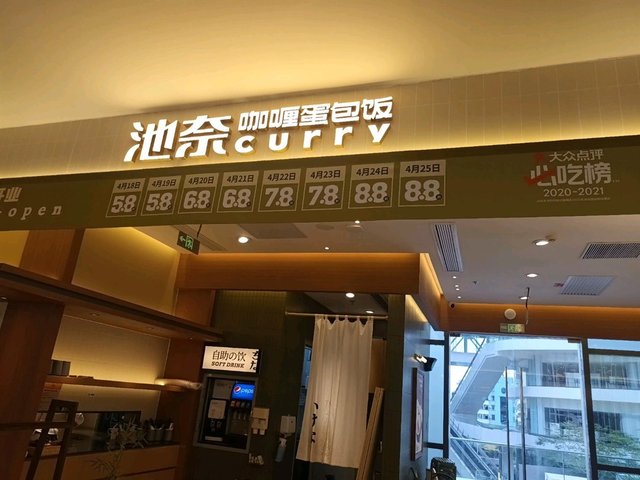 池奈
咖喱蛋包饭
curry
业
open
4月18日
5.8
4月19日
5.8
4月20日
6.8
4月21日
6.8
4月22日
7.8
4月23日
7.8
4月24日
8.8
4月25日
8.8
大众点评
必吃榜
2020-2021
自助の饮
SOFT DRINK
pepsi